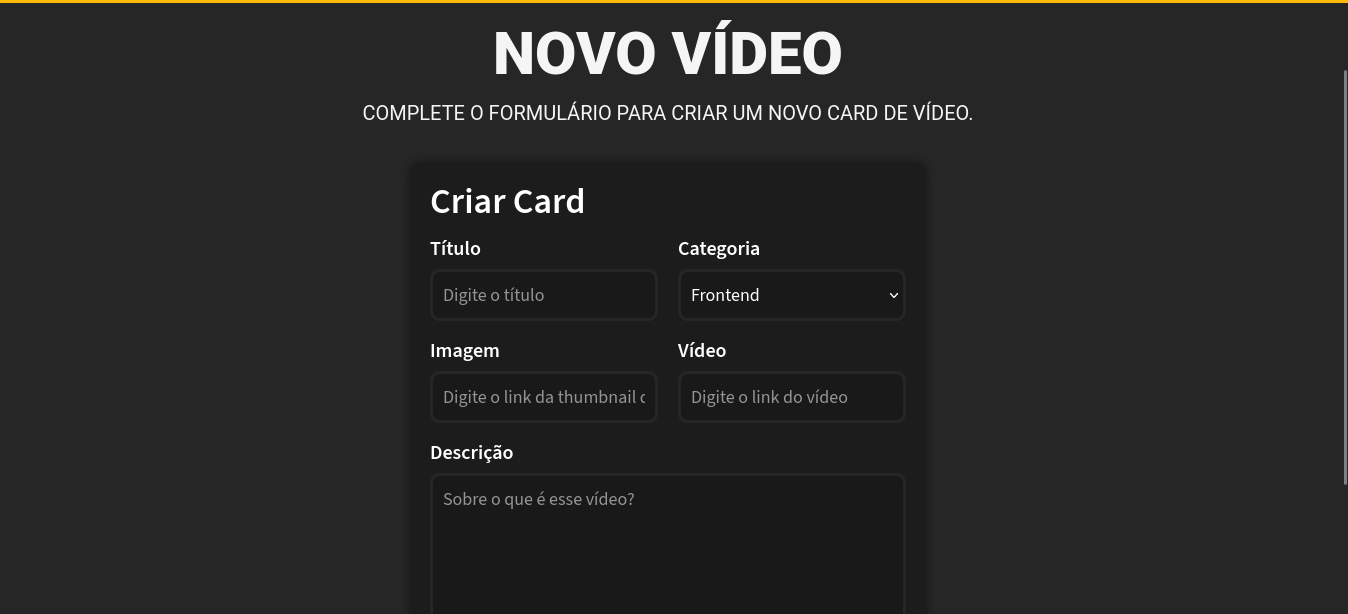 NOVO VÍDEO
COMPLETE O FORMULÁRIO PARA CRIAR UM NOVO CARD DE VÍDEO.
Criar Card
Título Categoria
Digite o título Frontend
Imagem Vídeo
Digite o link da thumbnail Digite o link do vídeo
Descrição
Sobre o que é esse vídeo?